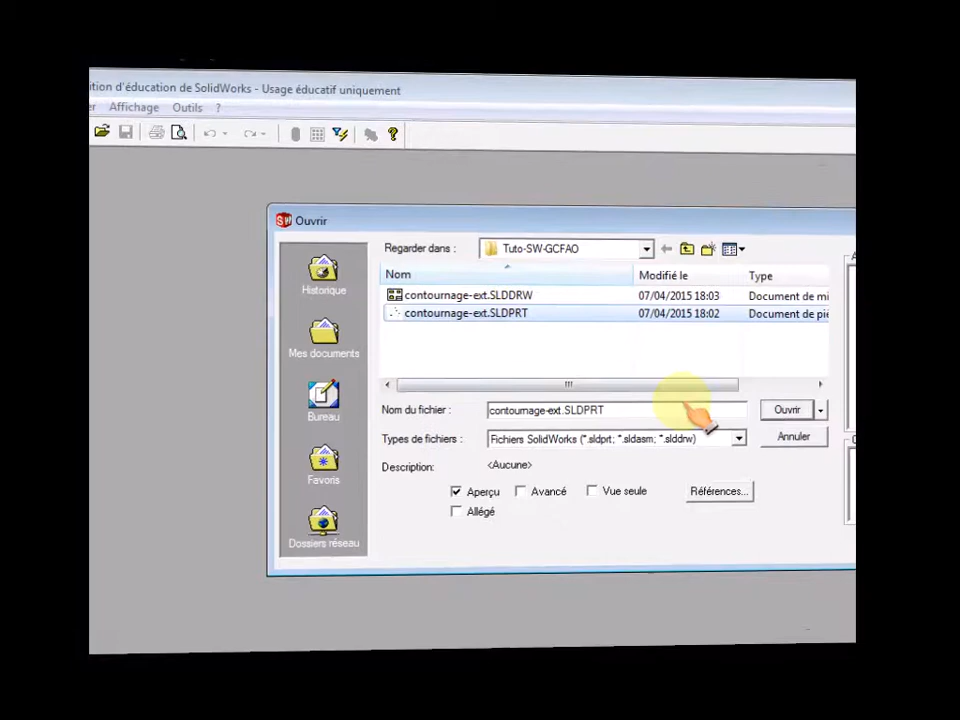 ition d'éducation de SolidWorks - Usage éducatif uniquement
er Affichage Outils ?
Ouvrir
Regarder dans : Tuto-SW-GCFAO
Nom Modifié le Type
contournage-ext.SLDDRW 07/04/2015 18:03 Document de mi
contournage-ext.SLDPRT 07/04/2015 18:02 Document de piè
Historique
Mes documents
Bureau
Favoris
Dossiers réseau
Nom du fichier : contournage-ext.SLDPRT Ouvrir
Types de fichiers : Fichiers SolidWorks (*.sldprt; *.sldasm; *.slddrw) Annuler
Description: <Aucune>
Aperçu Avancé Vue seule Références...
Allégé